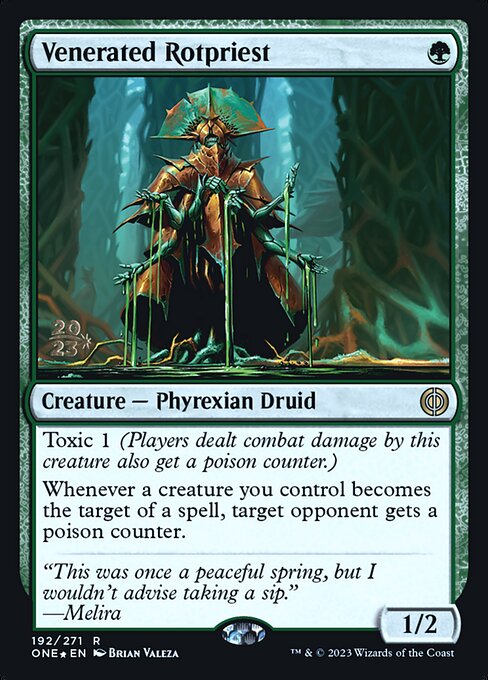 Venerated Rotpriest
20
23
Creature — Phyrexian Druid
Toxic 1 (Players dealt combat damage by this
creature also get a poison counter.)
Whenever a creature you control becomes
the target of a spell, target opponent gets a
poison counter.
“This was once a peaceful spring, but I
wouldn’t advise taking a sip.”
—Melira
1/2
192/271 R
ONE★EN Brian Valeza
™ & © 2023 Wizards of the Coast